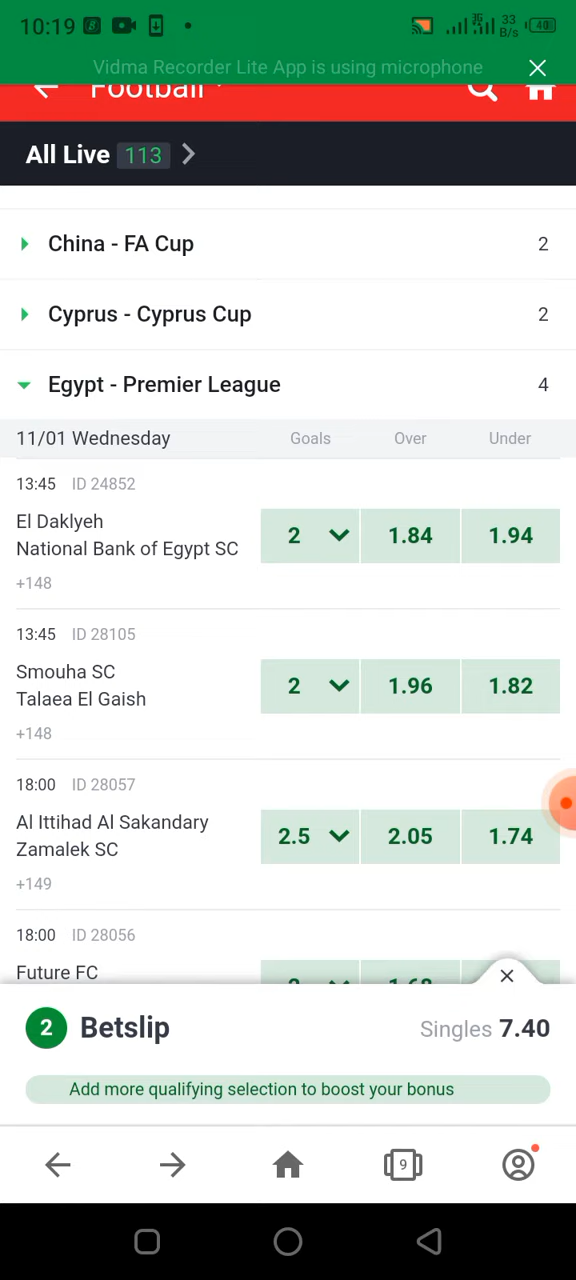 10:19
33
B/s
40
Vidma Recorder Lite App is using microphone
Football
All Live 113
China - FA Cup 2
Cyprus - Cyprus Cup 2
Egypt - Premier League 4
11/01 Wednesday Goals Over Under
13:45 ID 24852
El Daklyeh
National Bank of Egypt SC
2 1.84 1.94
+148
13:45 ID 28105
Smouha SC
Talaea El Gaish
2 1.96 1.82
+148
18:00 ID 28057
Al Ittihad Al Sakandary
Zamalek SC
2.5 2.05 1.74
+149
18:00 ID 28056
Future FC
2 Betslip Singles 7.40
Add more qualifying selection to boost your bonus
9